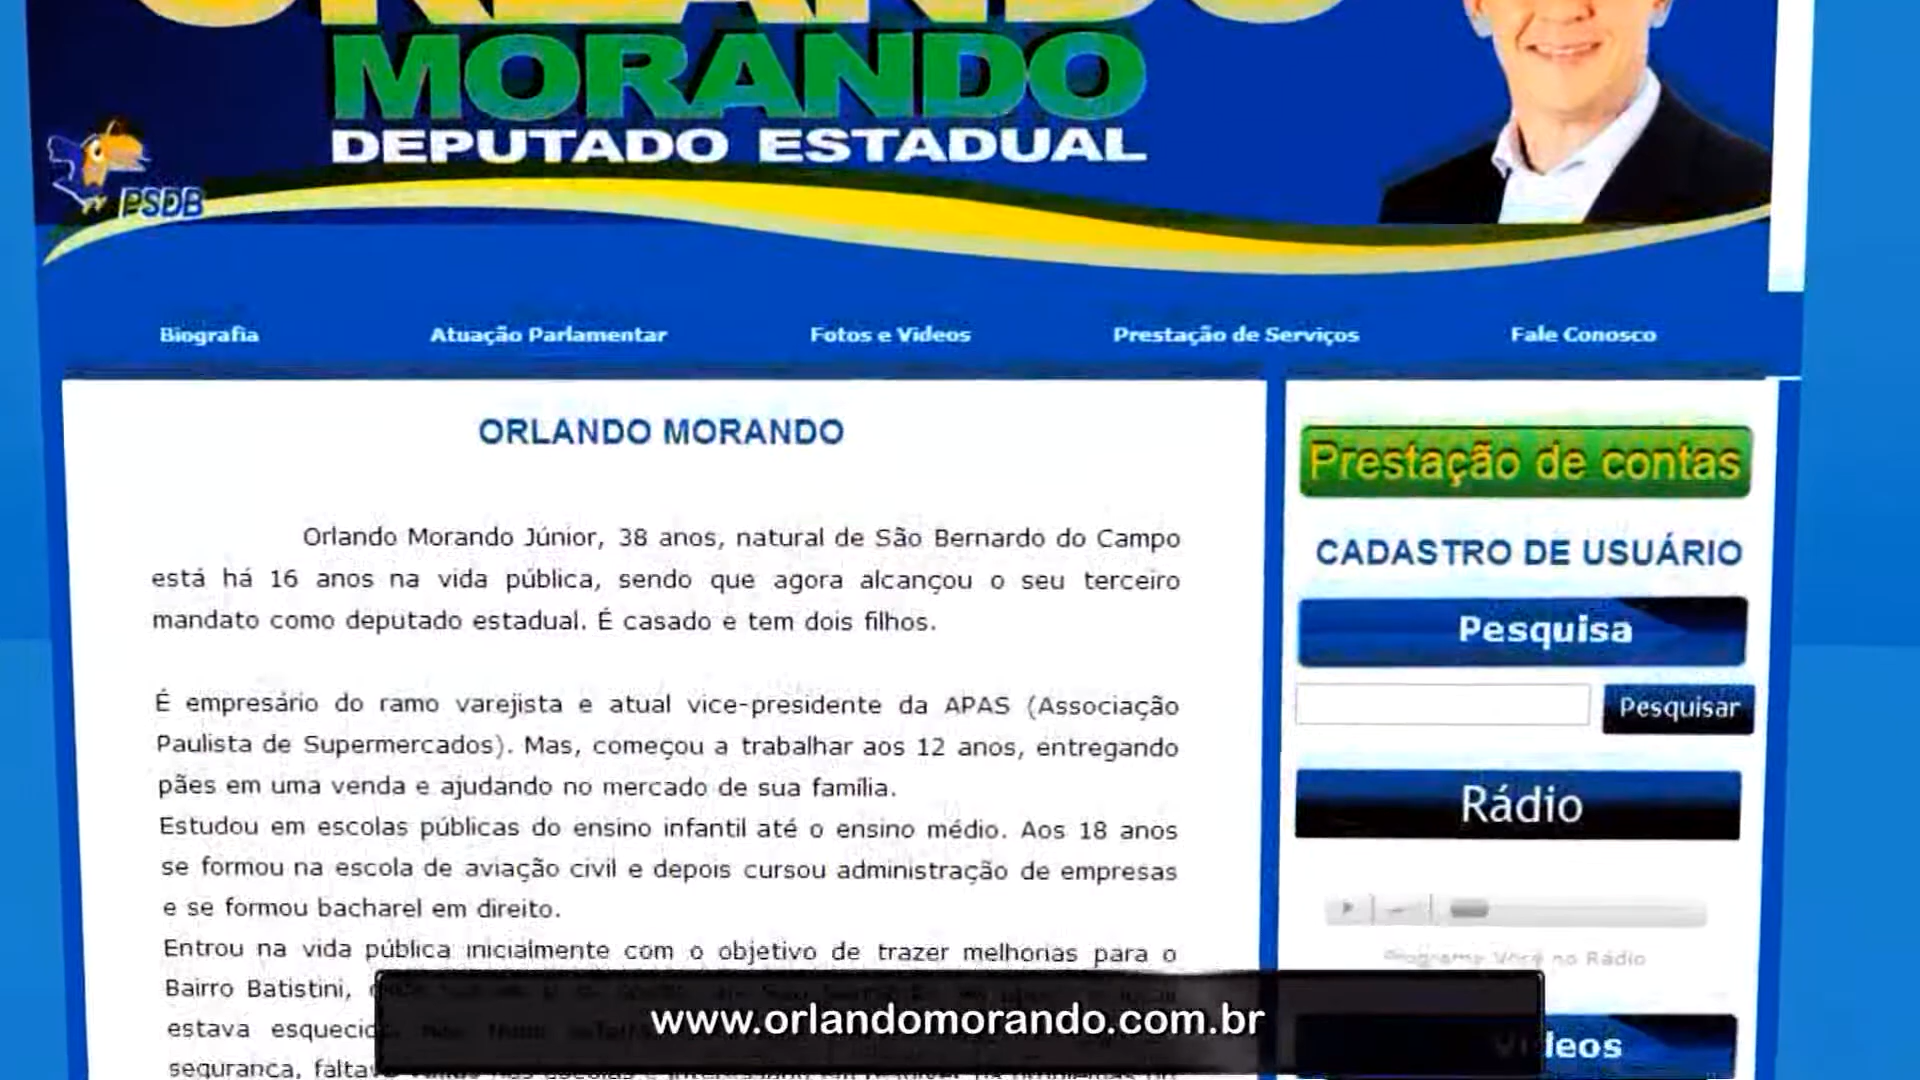 ORLANDO
MORANDO
DEPUTADO ESTADUAL
PSDB
Biografia
Atuação Parlamentar
Fotos e Videos
Prestação de Serviços
Fale Conosco
ORLANDO MORANDO
Orlando Morando Júnior, 38 anos, natural de São Bernardo do Campo
está há 16 anos na vida pública, sendo que agora alcançou o seu terceiro
mandato como deputado estadual. É casado e tem dois filhos.
É empresário do ramo varejista e atual vice-presidente da APAS (Associação
Paulista de Supermercados). Mas, começou a trabalhar aos 12 anos, entregando
pães em uma venda e ajudando no mercado de sua família.
Estudou em escolas públicas do ensino infantil até o ensino médio. Aos 18 anos
se formou na escola de aviação civil e depois cursou administração de empresas
e se formou bacharel em direito.
Entrou na vida pública inicialmente com o objetivo de trazer melhorias para o
Bairro Batistini,
estava
segurança,
Prestação de contas
CADASTRO DE USUÁRIO
Pesquisa
Pesquisar
Rádio
Programa Você no Rádio
Videos
www.orlandomorando.com.br